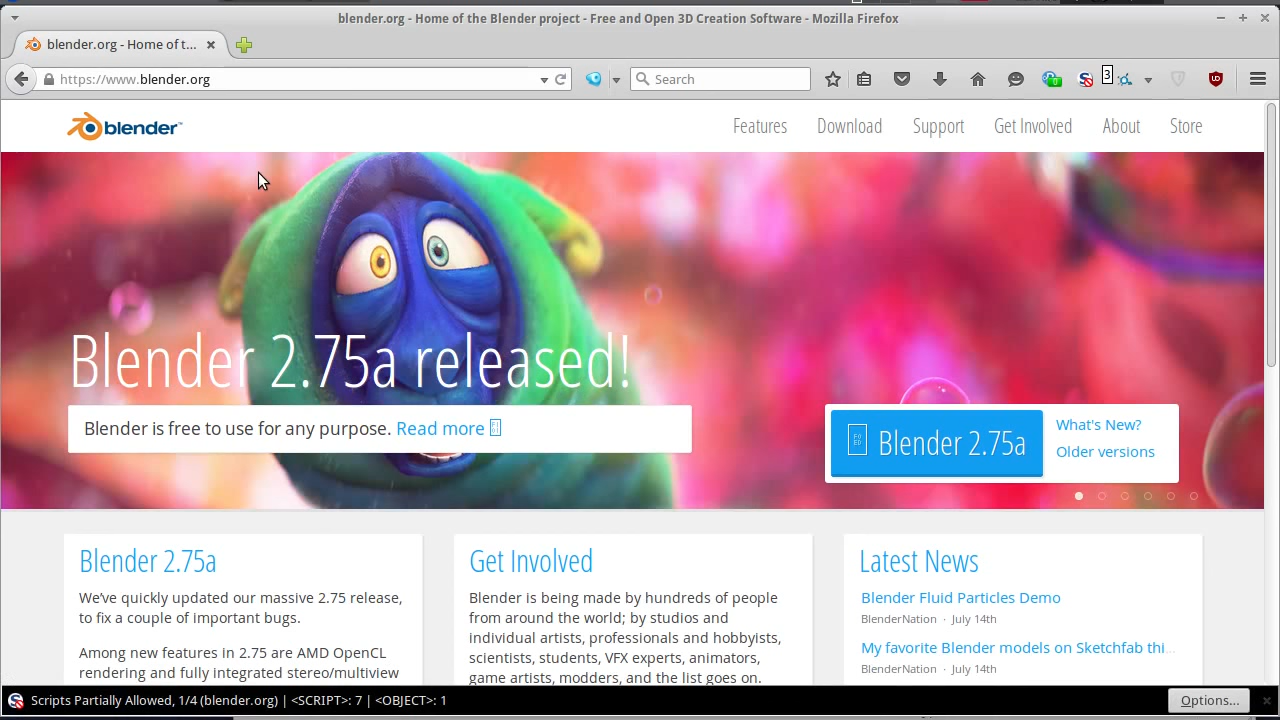 blender.org - Home of the Blender project - Free and Open 3D Creation Software - Mozilla Firefox
blender.org - Home of t...
https://www.blender.org
Search
0
3
blender™
Features
Download
Support
Get Involved
About
Store
Blender 2.75a released!
Blender is free to use for any purpose. Read more
Blender 2.75a
What's New?
Older versions
Blender 2.75a
We've quickly updated our massive 2.75 release,
to fix a couple of important bugs.
Among new features in 2.75 are AMD OpenCL
rendering and fully integrated stereo/multiview
Get Involved
Blender is being made by hundreds of people
from around the world; by studios and
individual artists, professionals and hobbyists,
scientists, students, VFX experts, animators,
game artists, modders, and the list goes on.
Latest News
Blender Fluid Particles Demo
BlenderNation · July 14th
My favorite Blender models on Sketchfab thi...
BlenderNation · July 14th
Scripts Partially Allowed, 1/4 (blender.org) | <SCRIPT>: 7 | <OBJECT>: 1
Options...